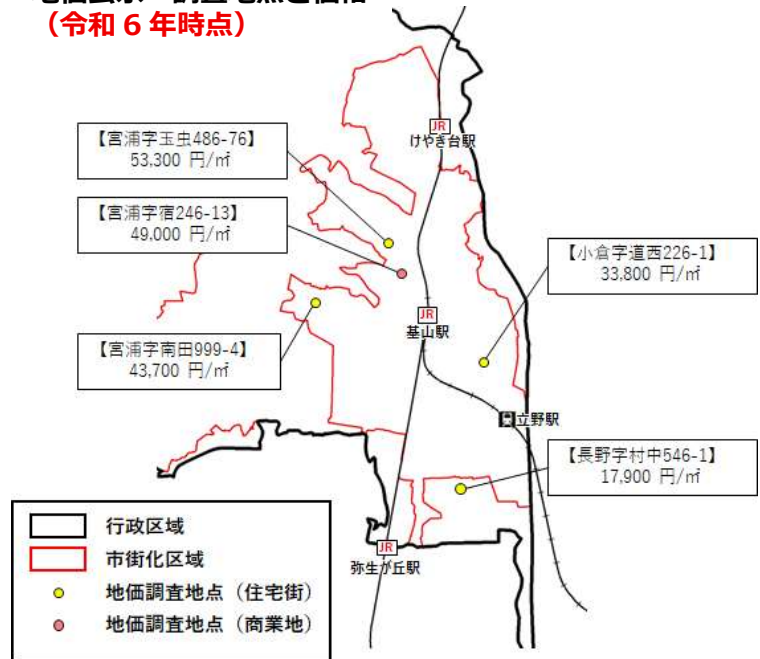 （令和 6 年時点）
JR
けやき台駅
【宮浦字玉虫486-76】
53,300 円/㎡
【宮浦字宿246-13】
49,000 円/㎡
【小倉字道西226-1】
33,800 円/㎡
JR
基山駅
【宮浦字南田999-4】
43,700 円/㎡
立野駅
【長野字村中546-1】
17,900 円/㎡
JR
弥生が丘駅
行政区域
市街化区域
地価調査地点（住宅街）
地価調査地点（商業地）